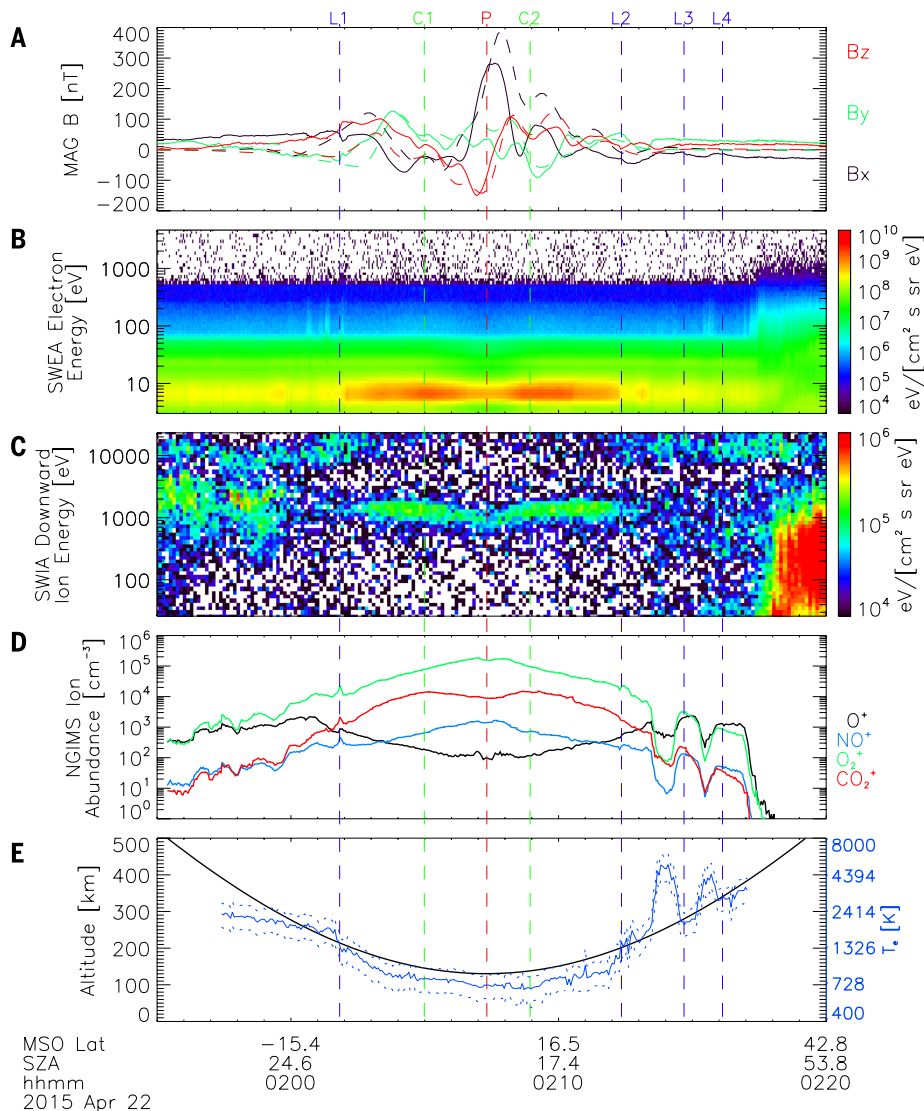 L1 C1 P C2 L2 L3 L4
A
MAG B [nT]
400
300
200
100
0
−100
−200
Bz
By
Bx
B
SWEA Electron
Energy [eV]
1000
100
10
10^10
10^9
10^8
10^7
10^6
10^5
10^4
eV/[cm² s sr eV]
C
SWIA Downward
Ion Energy [eV]
10000
1000
100
10^6
10^5
10^4
eV/[cm² s sr eV]
D
NGIMS Ion
Abundance [cm⁻³]
10^6
10^5
10^4
10^3
10^2
10^1
10^0
O⁺
NO⁺
O₂⁺
CO₂⁺
E
Altitude [km]
500
400
300
200
100
0
8000
4394
2414
1326
728
400
Tₑ [K]
MSO Lat −15.4 16.5 42.8
SZA 24.6 17.4 53.8
hhmm 0200 0210 0220
2015 Apr 22